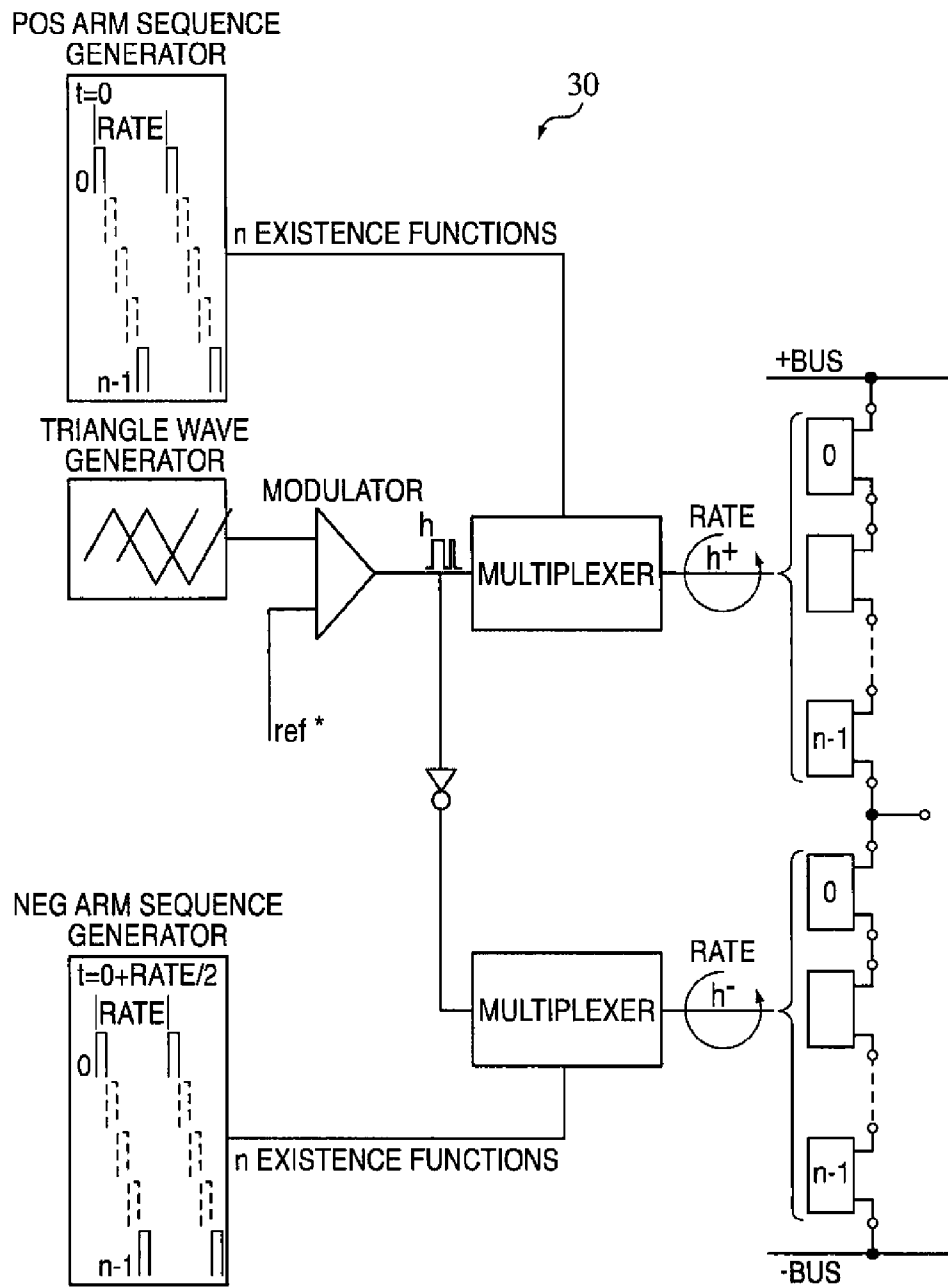 POS ARM SEQUENCE
GENERATOR
t=0
RATE
0
n-1
30
n EXISTENCE FUNCTIONS
TRIANGLE WAVE
GENERATOR
MODULATOR
h
ref *
MULTIPLEXER
RATE
h+
+BUS
0
n-1
NEG ARM SEQUENCE
GENERATOR
t=0+RATE/2
RATE
0
n-1
n EXISTENCE FUNCTIONS
MULTIPLEXER
RATE
h-
0
n-1
-BUS